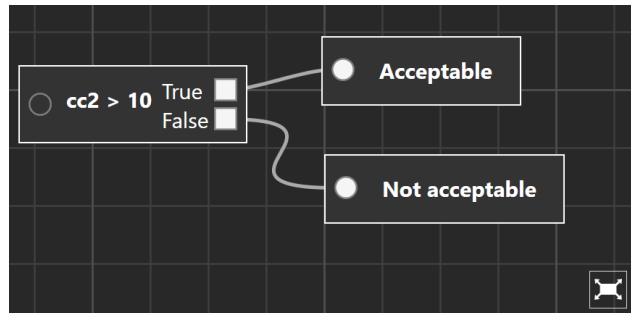 cc2 > 10
True
False
Acceptable
Not acceptable